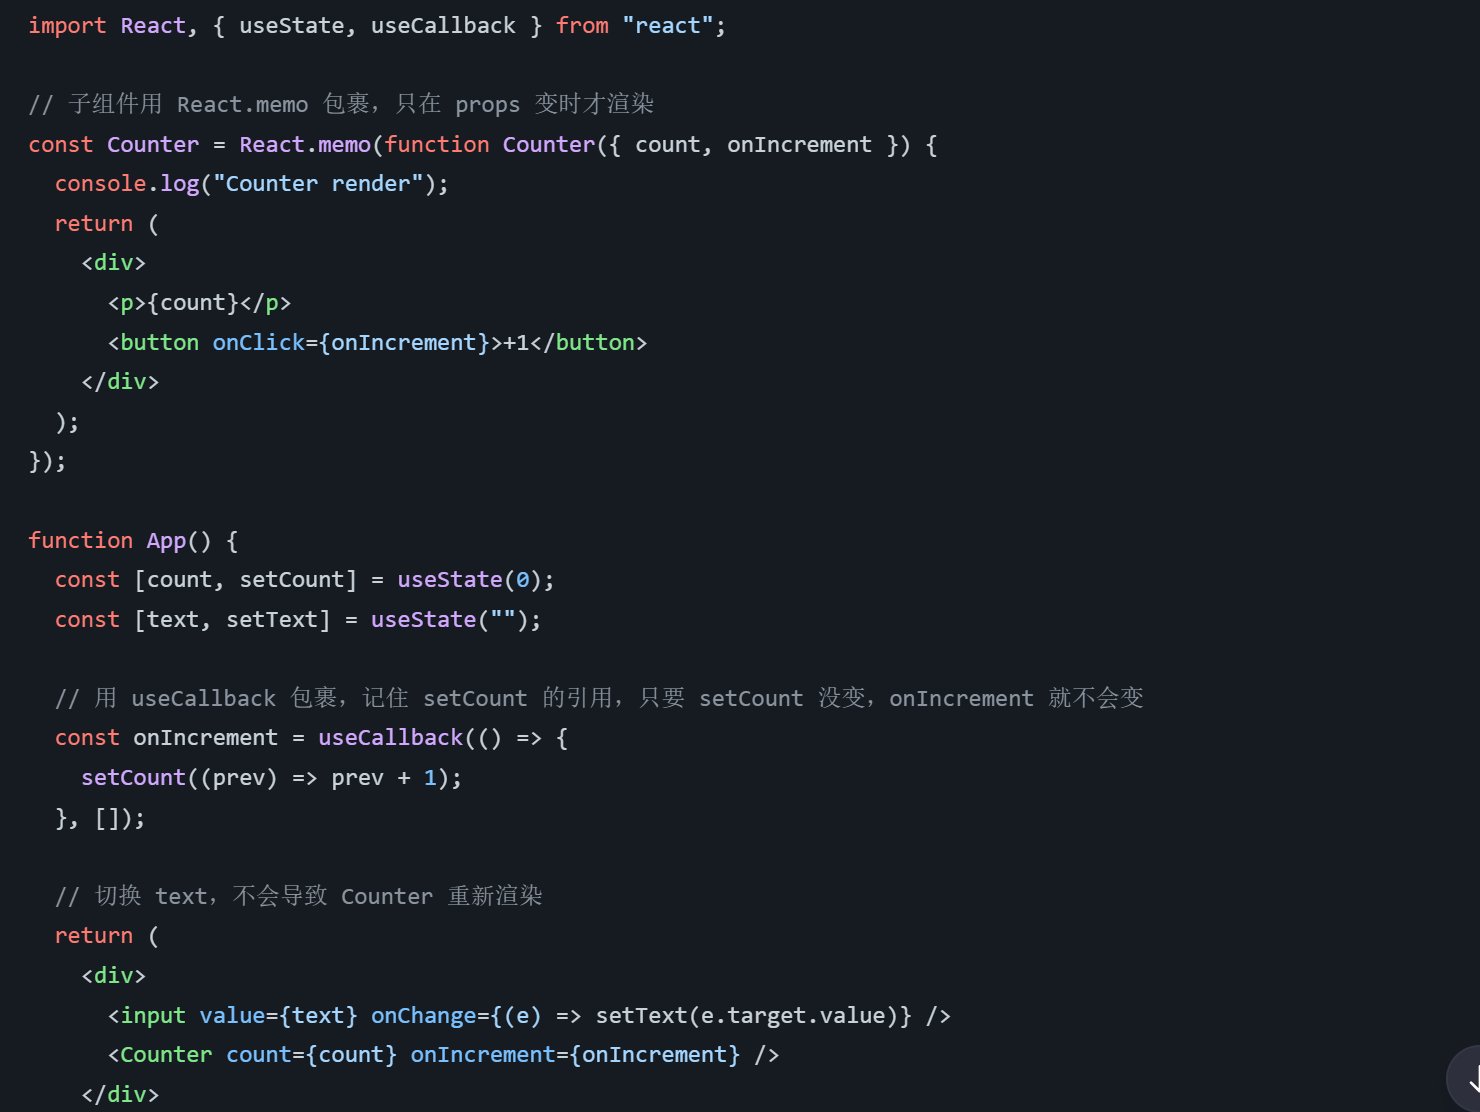 import React, { useState, useCallback } from "react";
// 子组件用 React.memo 包裹，只在 props 变时才渲染
const Counter = React.memo(function Counter({ count, onIncrement }) {
  console.log("Counter render");
  return (
    <div>
      <p>{count}</p>
      <button onClick={onIncrement}>+1</button>
    </div>
  );
});
function App() {
  const [count, setCount] = useState(0);
  const [text, setText] = useState("");
  // 用 useCallback 包裹，记住 setCount 的引用，只要 setCount 没变，onIncrement 就不会变
  const onIncrement = useCallback(() => {
    setCount((prev) => prev + 1);
  }, []);
  // 切换 text，不会导致 Counter 重新渲染
  return (
    <div>
      <input value={text} onChange={(e) => setText(e.target.value)} />
      <Counter count={count} onIncrement={onIncrement} />
    </div>